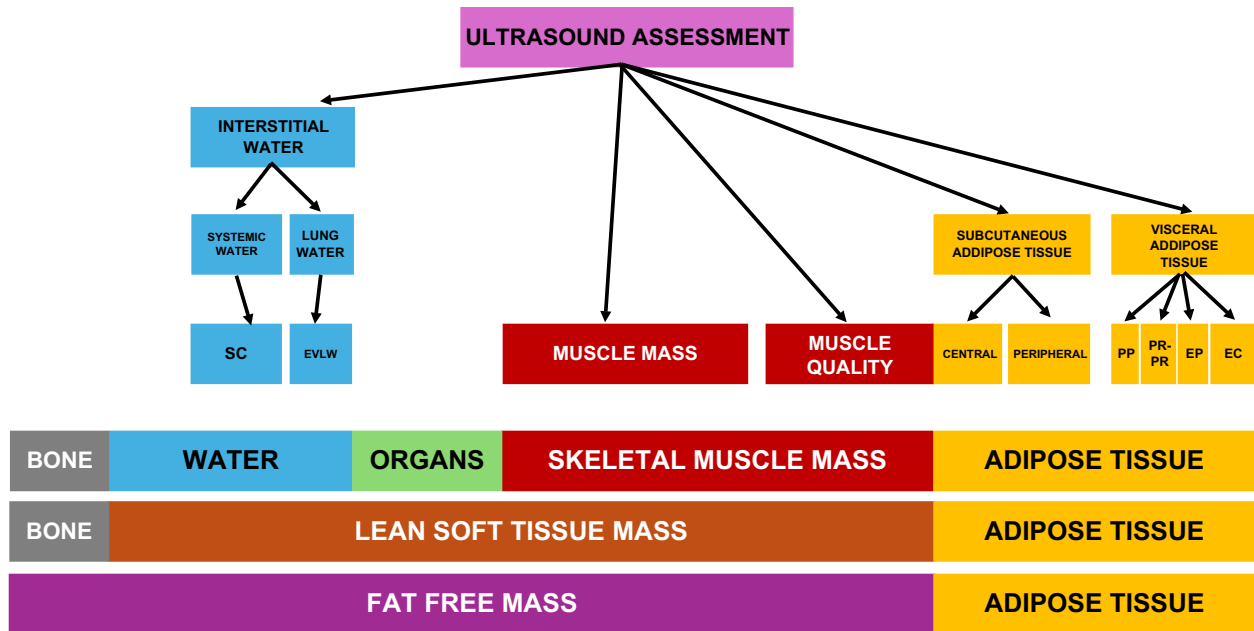 ULTRASOUND ASSESSMENT
INTERSTITIAL
WATER
SYSTEMIC
WATER
LUNG
WATER
SUBCUTANEOUS
ADDIPOSE TISSUE
VISCERAL
ADDIPOSE
TISSUE
SC
EVLW
MUSCLE MASS
MUSCLE
QUALITY
CENTRAL
PERIPHERAL
PP
PR-
PR
EP
EC
BONE
WATER
ORGANS
SKELETAL MUSCLE MASS
ADIPOSE TISSUE
BONE
LEAN SOFT TISSUE MASS
ADIPOSE TISSUE
FAT FREE MASS
ADIPOSE TISSUE